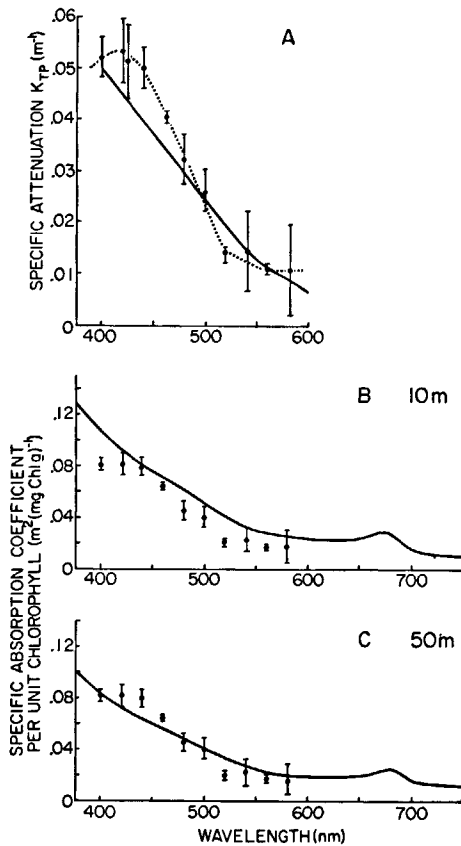 A
SPECIFIC ATTENUATION K_TP (m⁻¹)
.06
.05
.04
.03
.02
.01
0
400 500 600
B 10m
.12
.08
.04
0
400 500 600 700
C 50m
.12
.08
.04
0
400 500 600 700
SPECIFIC ABSORPTION COEFFICIENT
PER UNIT CHLOROPHYLL (m²(mg Chl g)⁻¹)
WAVELENGTH (nm)